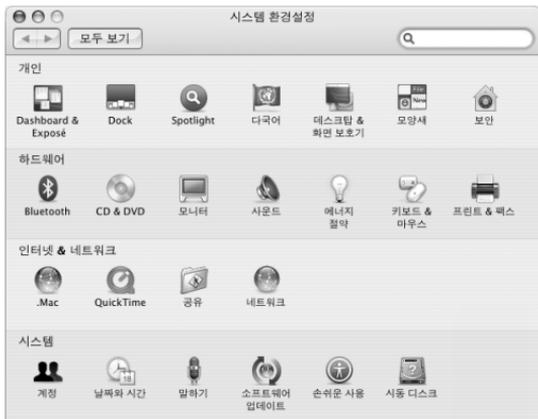 시스템 환경설정
모두 보기
개인
Dashboard & Exposé
Dock
Spotlight
다국어
데스크탑 & 화면 보호기
모양새
보안
하드웨어
Bluetooth
CD & DVD
모니터
사운드
에너지 절약
키보드 & 마우스
프린트 & 팩스
인터넷 & 네트워크
.Mac
QuickTime
공유
네트워크
시스템
계정
날짜와 시간
말하기
소프트웨어 업데이트
손쉬운 사용
시동 디스크